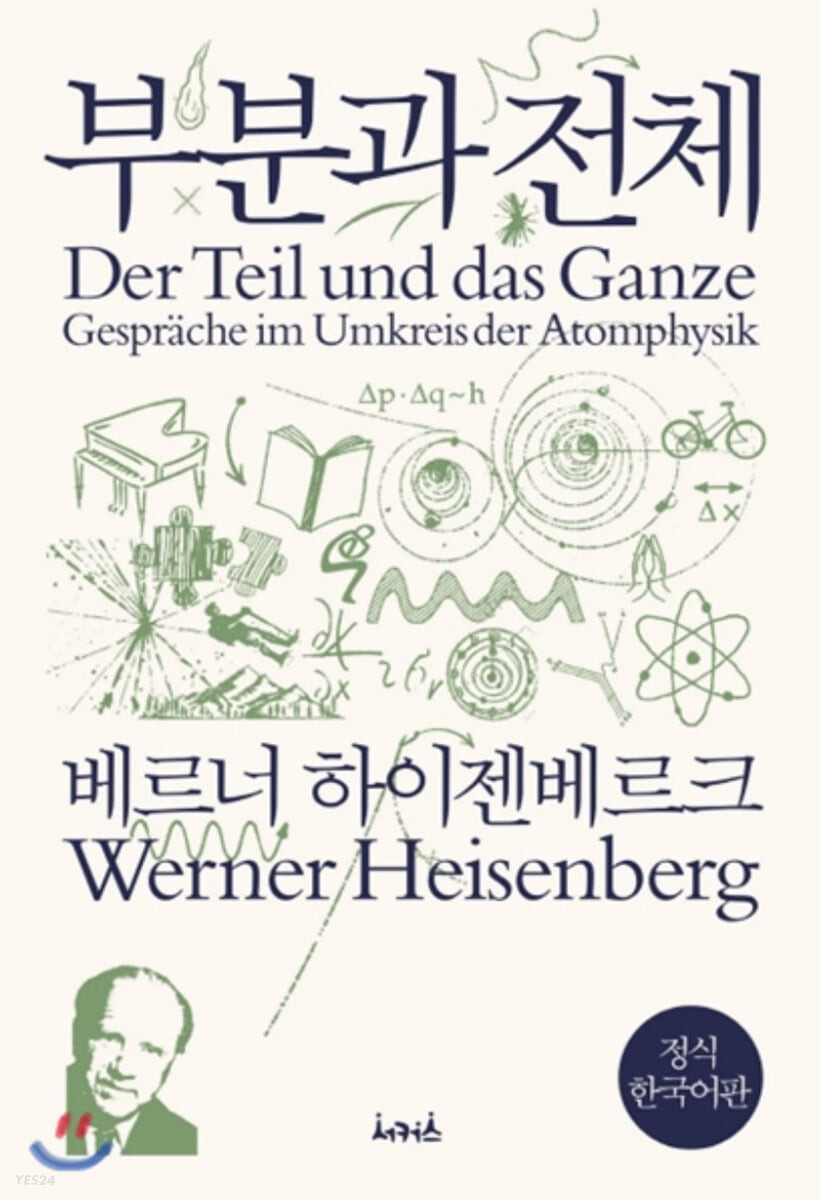 부분과 전체
Der Teil und das Ganze
Gespräche im Umkreis der Atomphysik
Δp·Δq~h
Δx
베르너 하이젠베르크
Werner Heisenberg
정식
한국어판
서커스
YES24